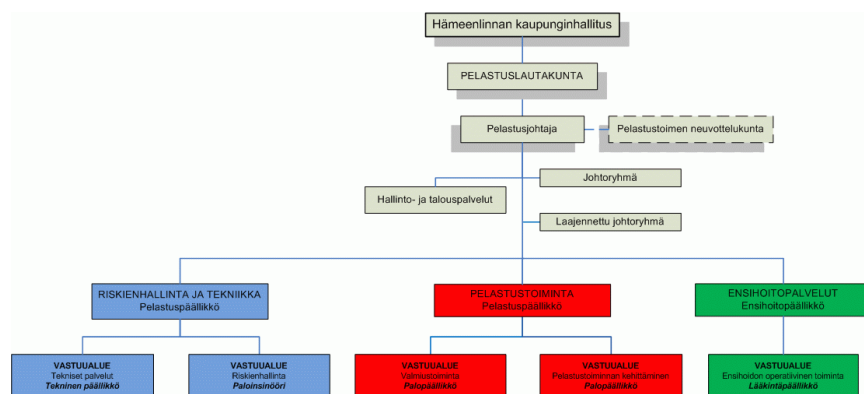 Hämeenlinnan kaupunginhallitus
PELASTUSLAUTAKUNTA
Pelastusjohtaja
Pelastustoimen neuvottelukunta
Johtoryhmä
Hallinto- ja talouspalvelut
Laajennettu johtoryhmä
RISKIENHALLINTA JA TEKNIIKKA
Pelastuspäällikkö
PELASTUSTOIMINTA
Pelastuspäällikkö
ENSIHOITOPALVELUT
Ensihoitopäällikkö
VASTUUALUE
Tekniset palvelut
Tekninen päällikkö
VASTUUALUE
Riskienhallinta
Paloinsinööri
VASTUUALUE
Valmiustoiminta
Palopäällikkö
VASTUUALUE
Pelastustoiminnan kehittäminen
Palopäällikkö
VASTUUALUE
Ensihoidon operatiivinen toiminta
Lääkintäpäällikkö